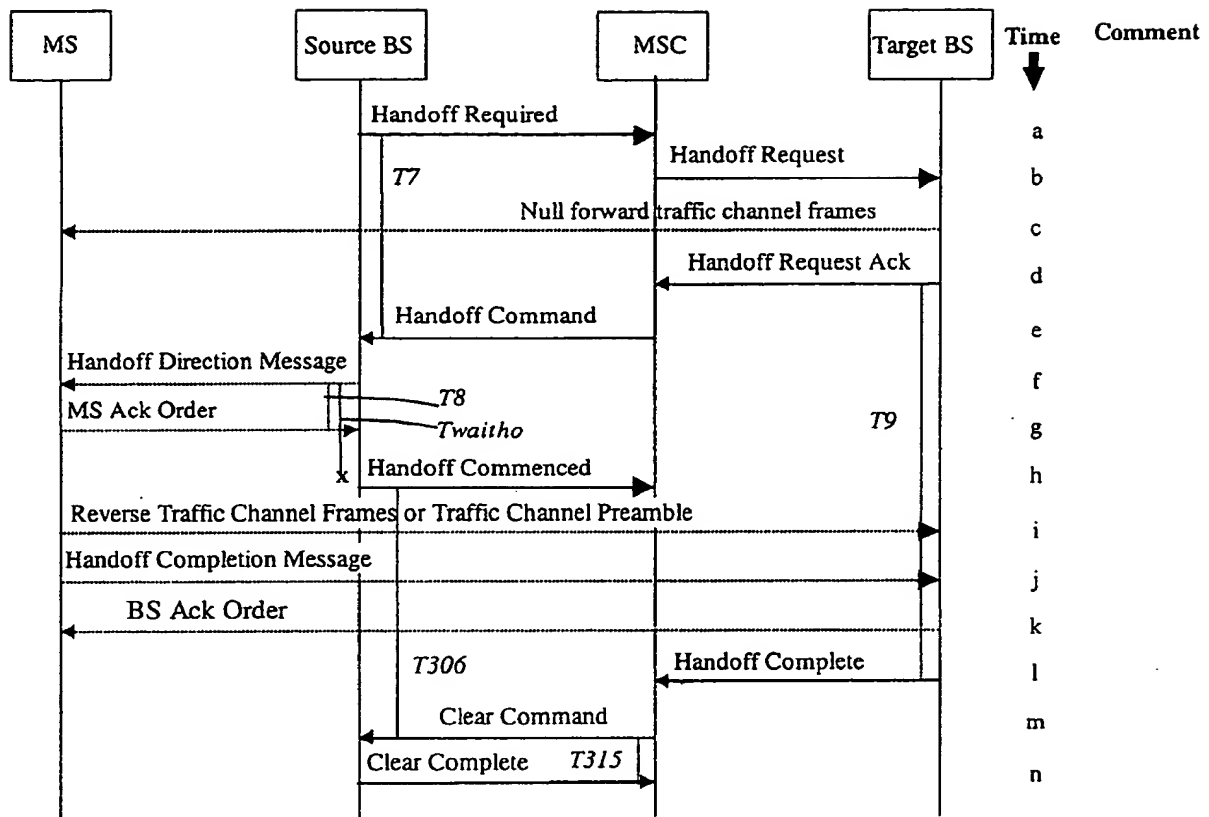 MS
Source BS
MSC
Target BS
Time
Comment
Handoff Required
a
Handoff Request
b
T7
Null forward traffic channel frames
c
Handoff Request Ack
d
Handoff Command
e
Handoff Direction Message
f
T8
MS Ack Order
Twaitho
T9
g
x
Handoff Commenced
h
Reverse Traffic Channel Frames or Traffic Channel Preamble
i
Handoff Completion Message
j
BS Ack Order
k
T306
Handoff Complete
l
Clear Command
m
Clear Complete
T315
n